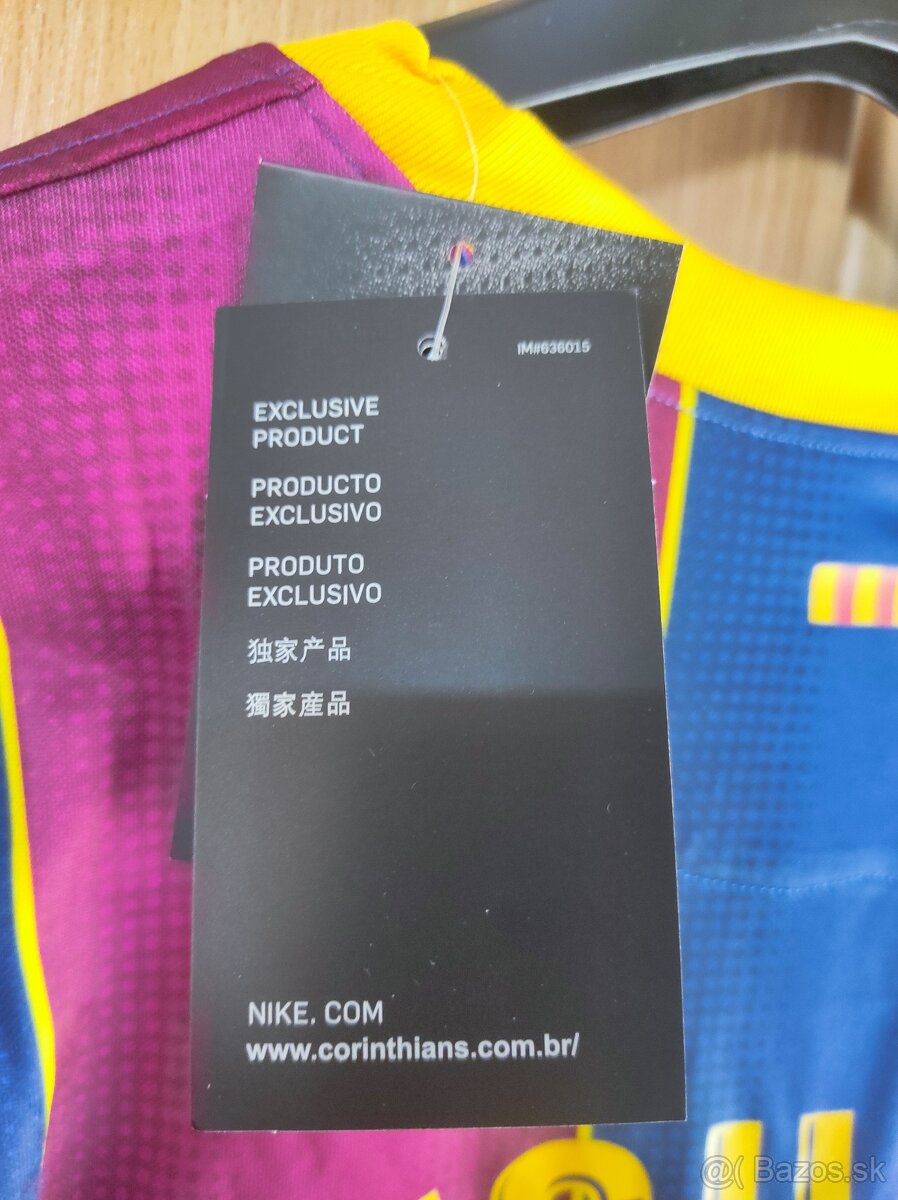 IM#636015
EXCLUSIVE
PRODUCT
PRODUCTO
EXCLUSIVO
PRODUTO
EXCLUSIVO
独家产品
獨家産品
NIKE. COM
www.corinthians.com.br/
@( Bazos.sk